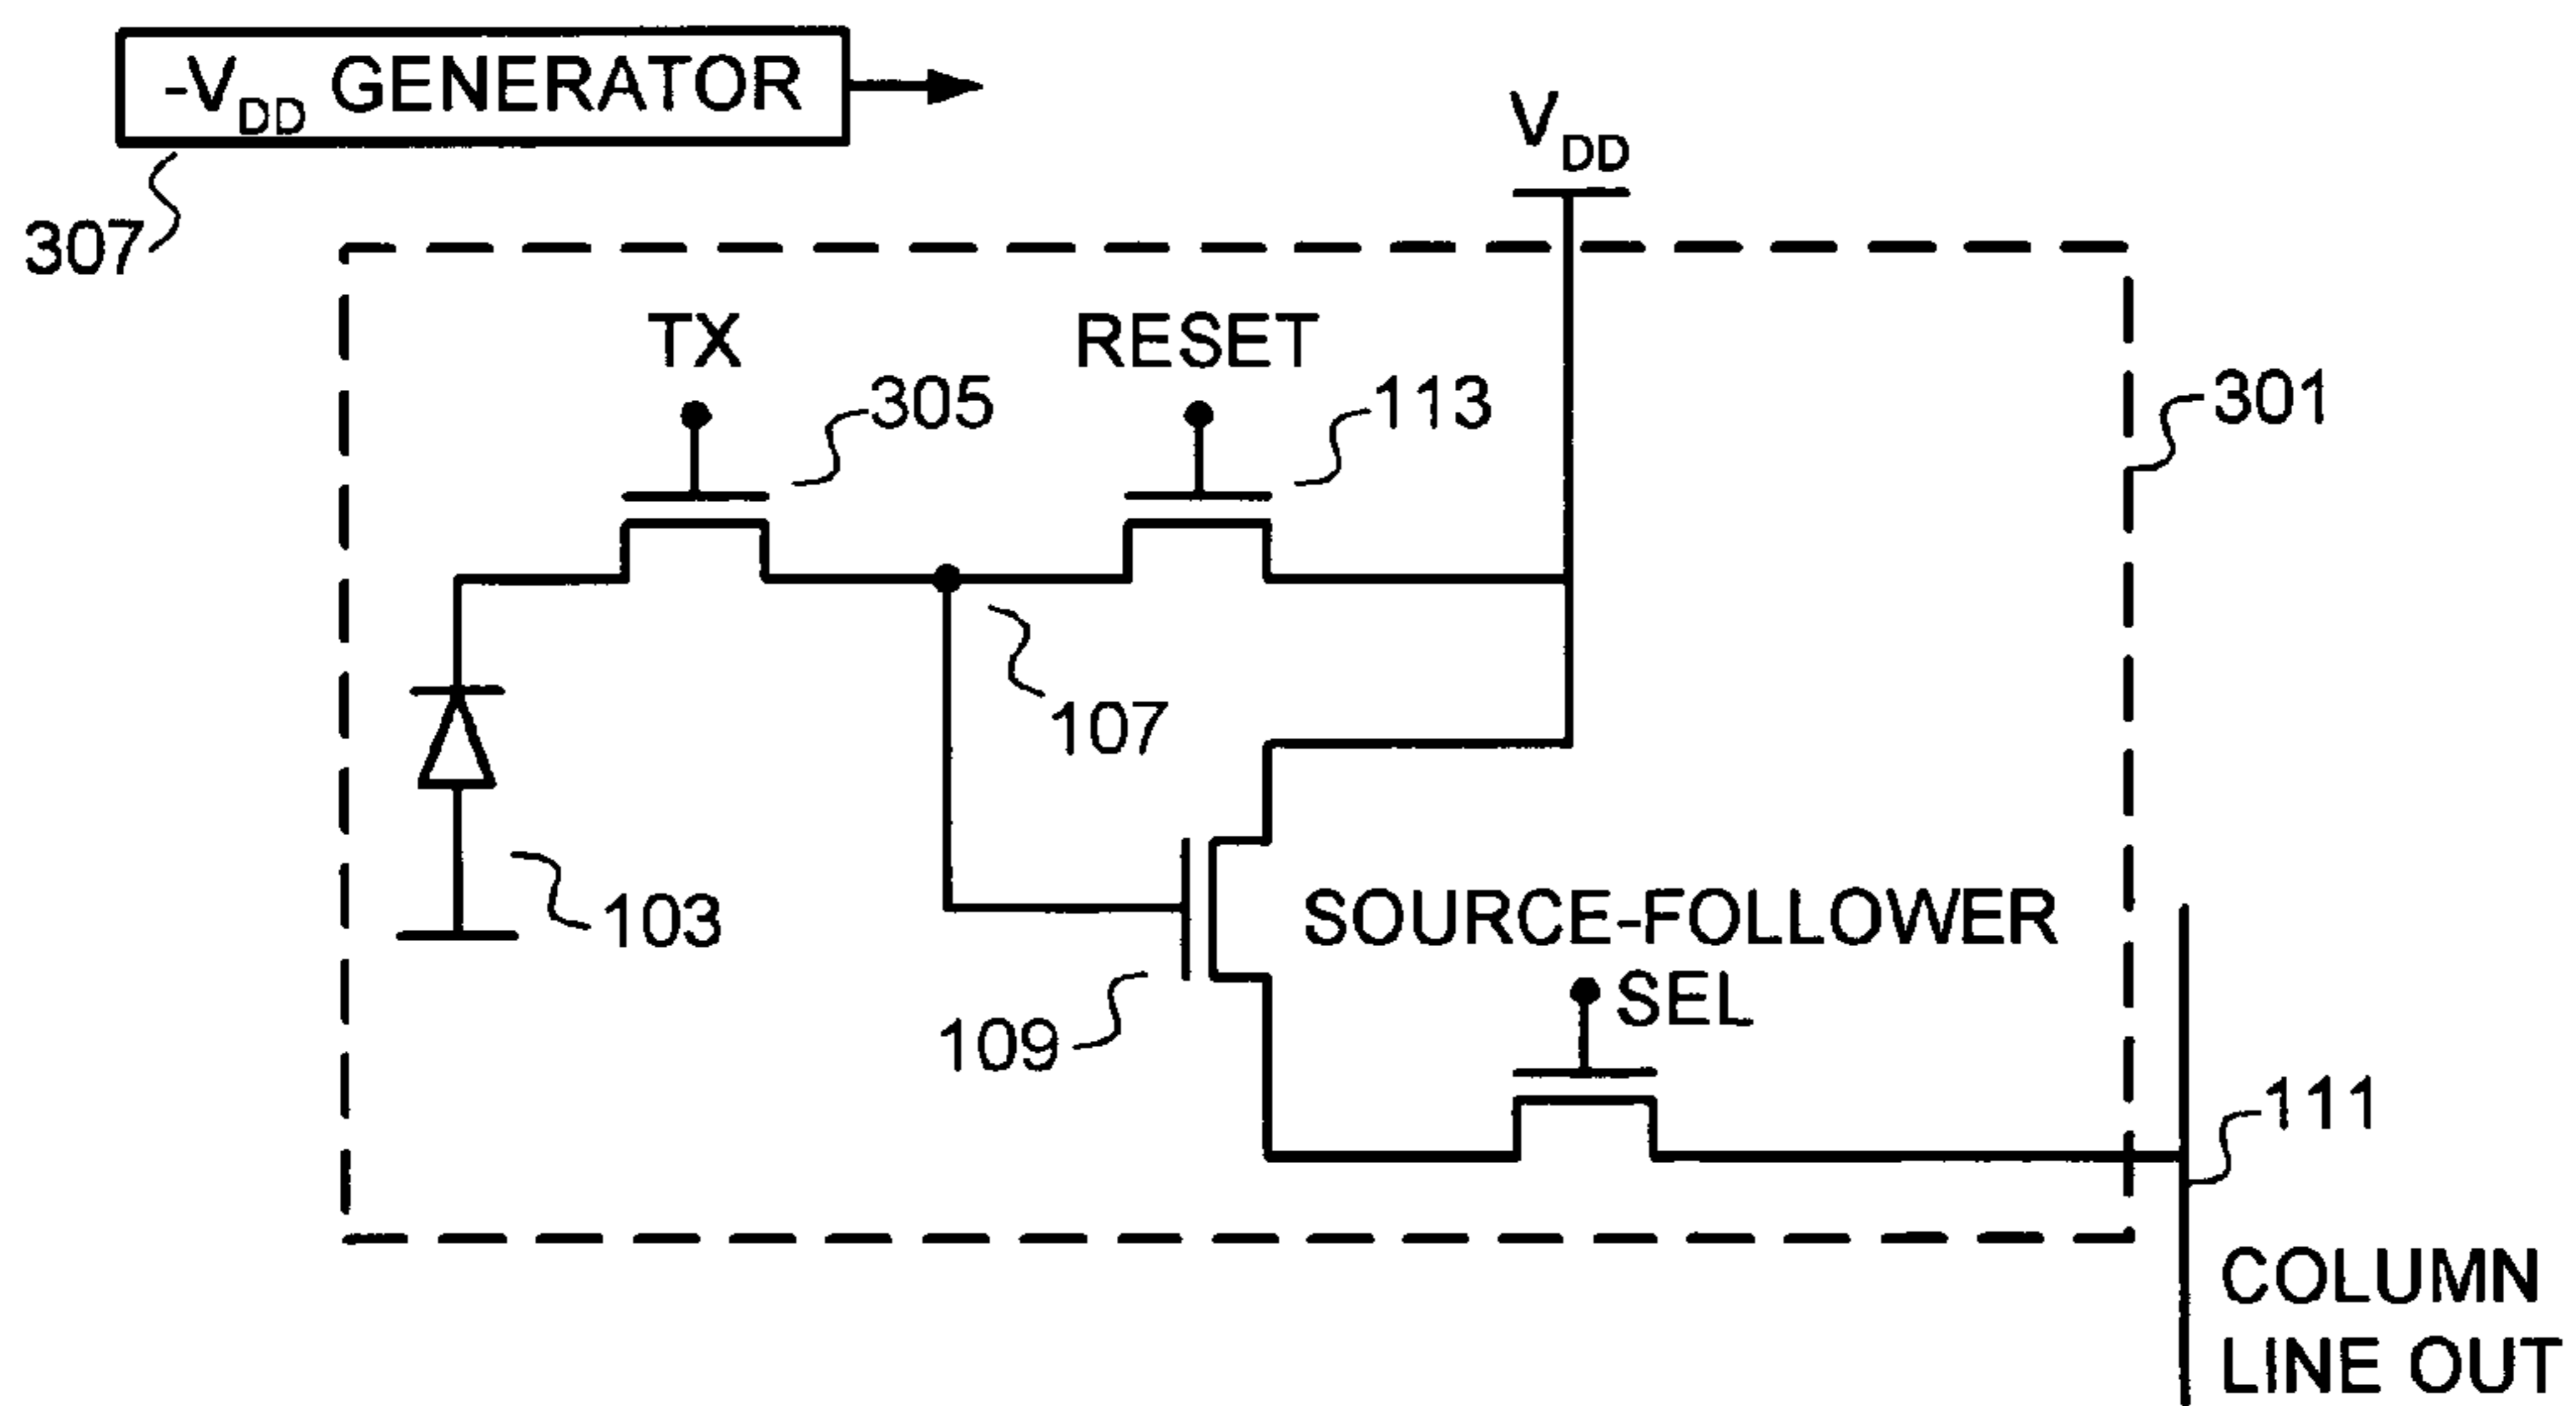 -VDD GENERATOR
VDD
307
TX
RESET
305
113
301
107
103
SOURCE-FOLLOWER
SEL
109
111
COLUMN
LINE OUT